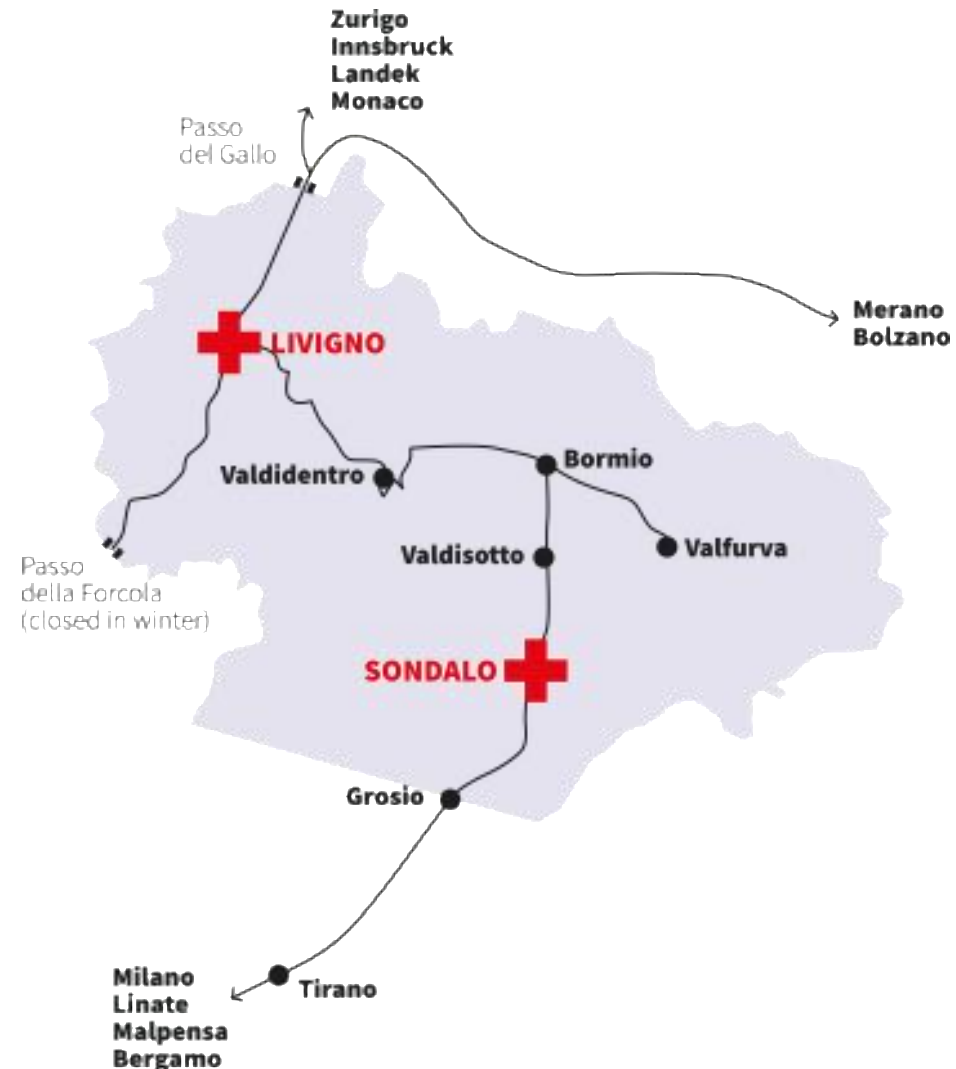 Zurigo
Innsbruck
Landek
Monaco
Passo
del Gallo
Merano
Bolzano
LIVIGNO
Bormio
Valdidentro
Valdisotto
Valfurva
Passo
della Forcola
(closed in winter)
SONDALO
Grosio
Milano
Linate
Malpensa
Bergamo
Tirano